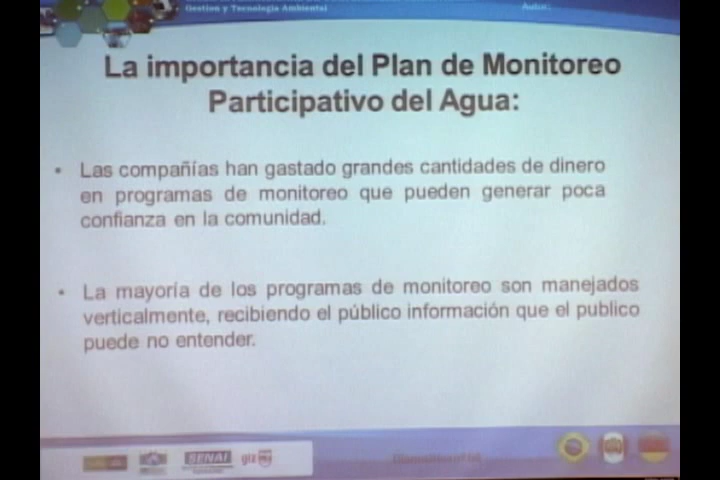 Gestion y Tecnología Ambiental
Autor:
La importancia del Plan de Monitoreo
Participativo del Agua:
• Las compañías han gastado grandes cantidades de dinero
en programas de monitoreo que pueden generar poca
confianza en la comunidad.
• La mayoría de los programas de monitoreo son manejados
verticalmente, recibiendo el público información que el publico
puede no entender.
SENAI
giz